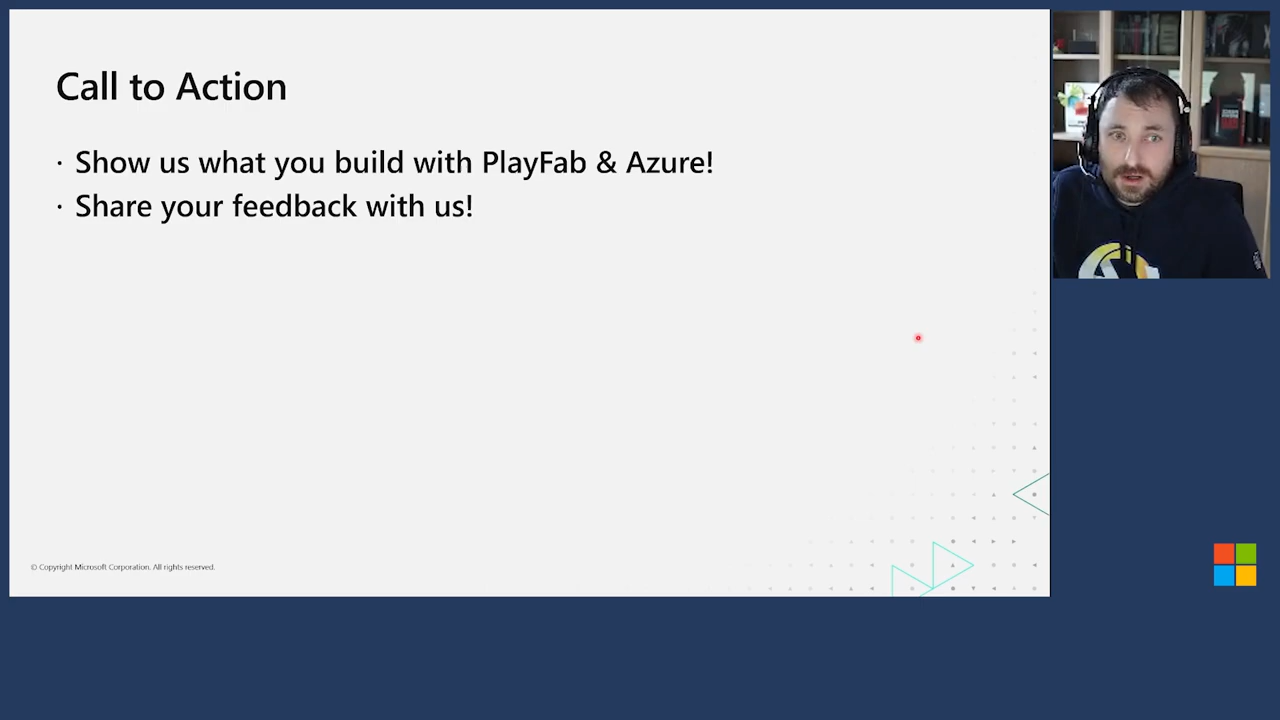 Call to Action
· Show us what you build with PlayFab & Azure!
· Share your feedback with us!
© Copyright Microsoft Corporation. All rights reserved.